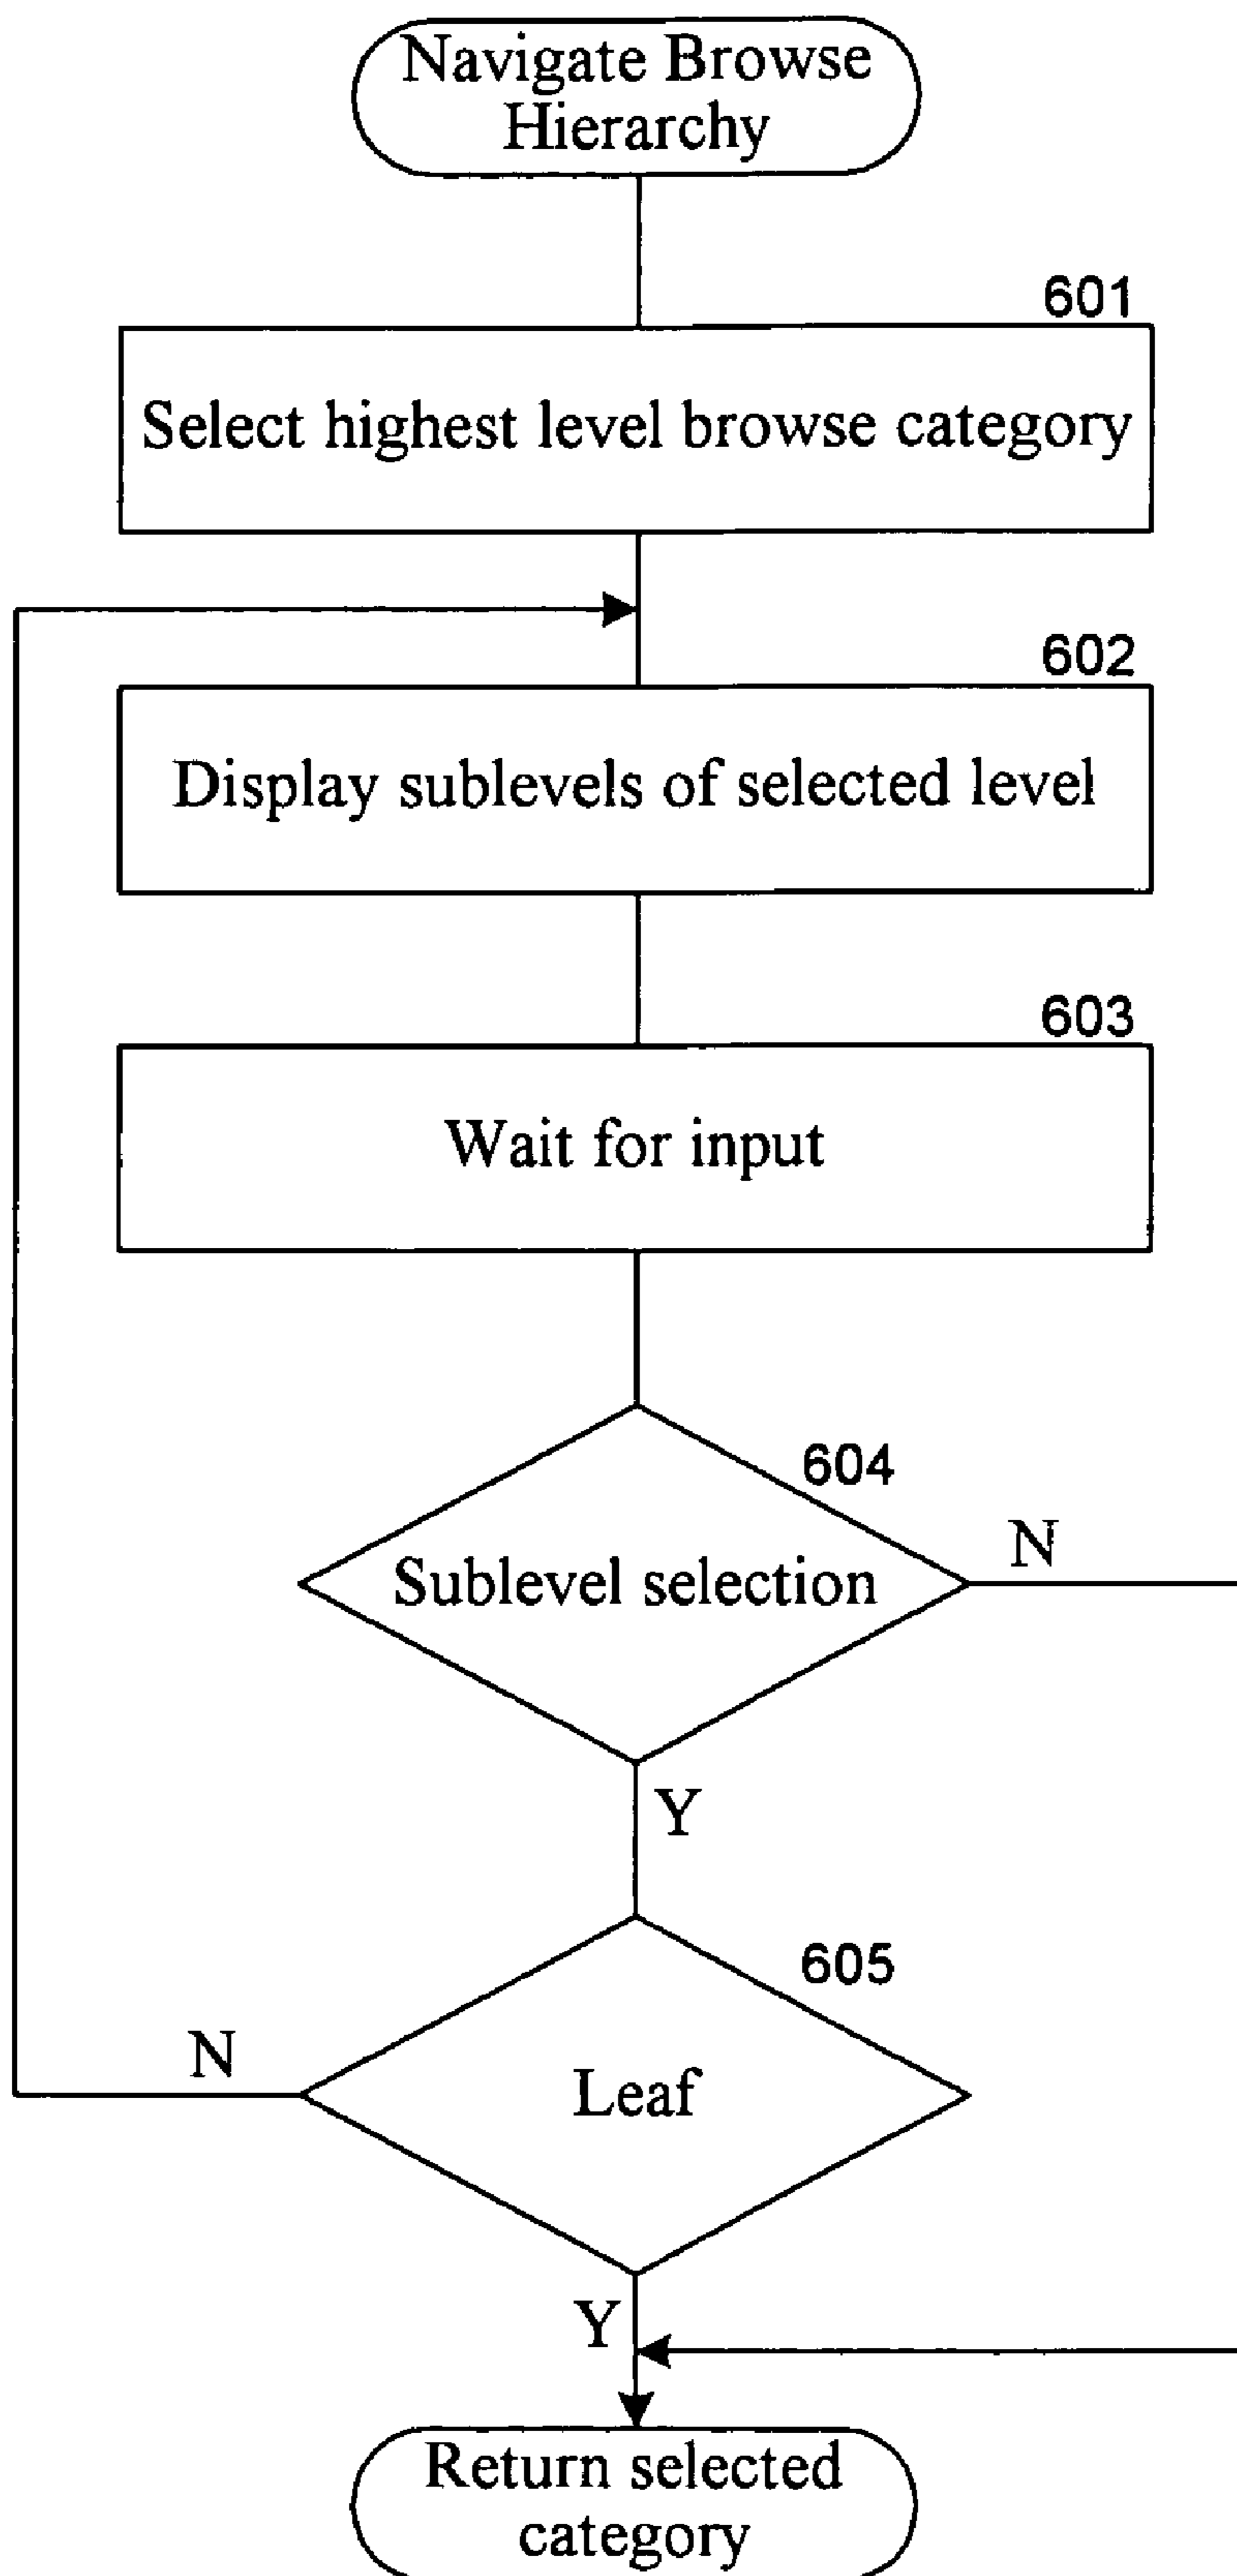 Navigate Browse
Hierarchy
601
Select highest level browse category
602
Display sublevels of selected level
603
Wait for input
604
Sublevel selection
N
Y
605
Leaf
N
Y
Return selected
category